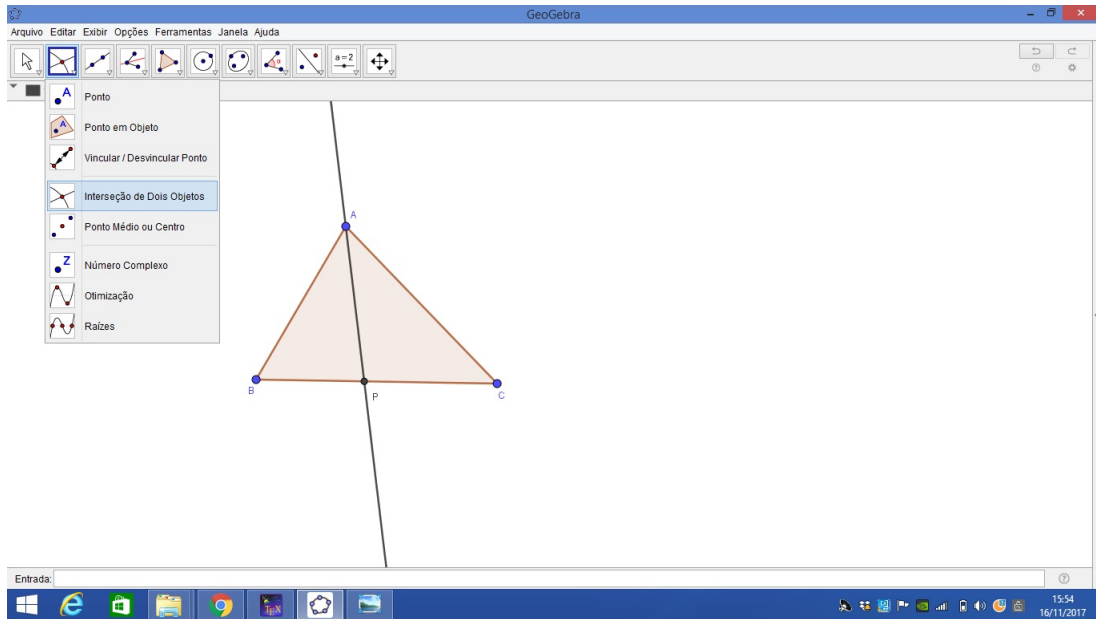 GeoGebra
Arquivo Editar Exibir Opções Ferramentas Janela Ajuda
a=2
A Ponto
A Ponto em Objeto
Vincular / Desvincular Ponto
Interseção de Dois Objetos
Ponto Médio ou Centro
Z Número Complexo
Otimização
Raízes
A
B
P
C
Entrada:
TEX
15:54
16/11/2017